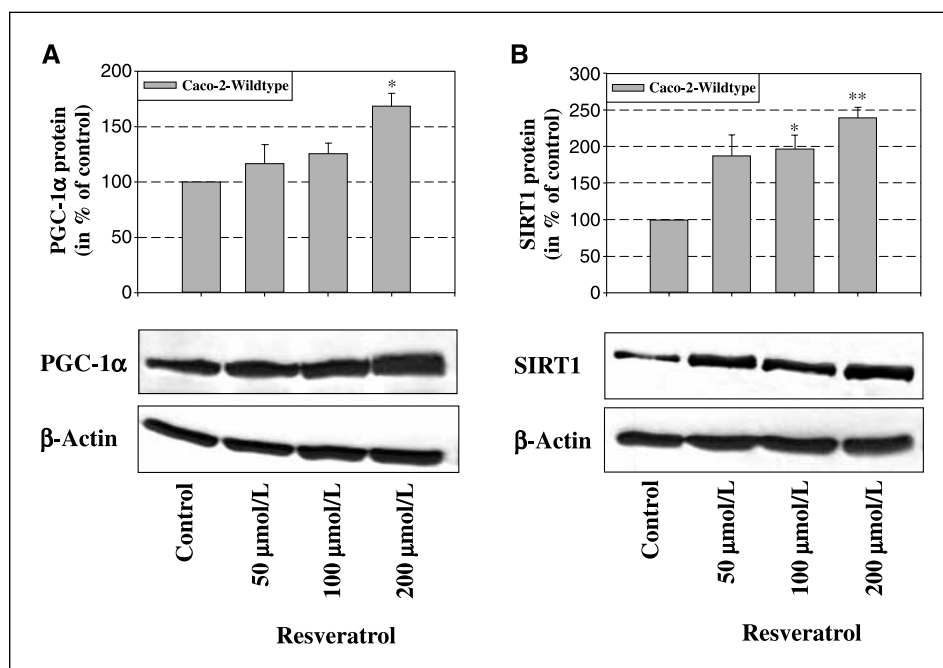 A
Caco-2-Wildtype
PGC-1α protein
(in % of control)
200
150
100
50
0
*
PGC-1α
β-Actin
Control
50 μmol/L
100 μmol/L
200 μmol/L
Resveratrol
B
Caco-2-Wildtype
SIRT1 protein
(in % of control)
300
250
200
150
100
50
0
*
**
SIRT1
β-Actin
Control
50 μmol/L
100 μmol/L
200 μmol/L
Resveratrol